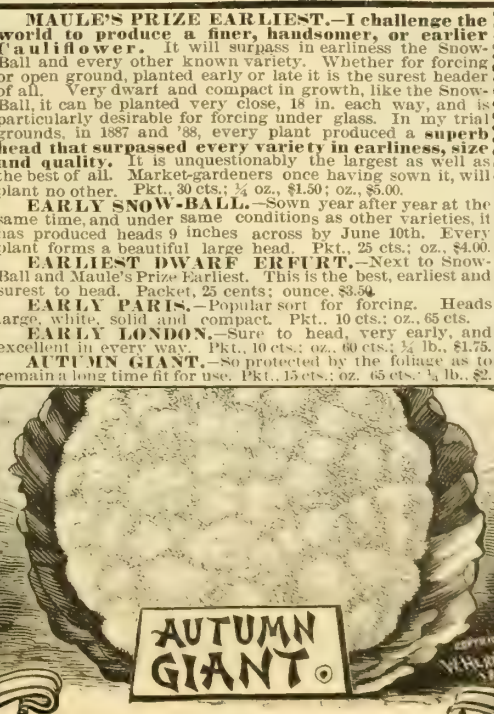 MAULE'S PRIZE EARLIEST.—I challenge the
world to produce a finer, handsomer, or earlier
Cauliflower. It will surpass in earliness the Snow-
Ball and every other known variety. Whether for forcing
or open ground, planted early or late it is the surest header
of all. Very dwarf and compact in growth, like the Snow-
Ball, it can be planted very close, 18 in. each way, and is
particularly desirable for forcing under glass. In my trial
grounds, in 1887 and '88, every plant produced a superb
head that surpassed every variety in earliness, size
and quality. It is unquestionably the largest as well as
the best of all. Market-gardeners once having sown it, will
plant no other. Pkt., 30 cts.; ¼ oz., $1.50; oz., $5.00.
EARLY SNOW-BALL.—Sown year after year at the
same time, and under same conditions as other varieties, it
has produced heads 9 inches across by June 10th. Every
plant forms a beautiful large head. Pkt., 25 cts.; oz., $4.00.
EARLIEST DWARF ERFURT.—Next to Snow-
Ball and Maule's Prize Earliest. This is the best, earliest and
surest to head. Packet, 25 cents; ounce, $3.50.
EARLY PARIS.—Popular sort for forcing. Heads
large, white, solid and compact. Pkt., 10 cts.; oz., 65 cts.
EARLY LONDON.—Sure to head, very early, and
excellent in every way. Pkt., 10 cts.; oz., 60 cts.; ¼ lb., $1.75.
AUTUMN GIANT.—So protected by the foliage as to
remain a long time fit for use. Pkt., 15 cts.; oz. 65 cts.; ¼ lb., $2.
AUTUMN
GIANT.